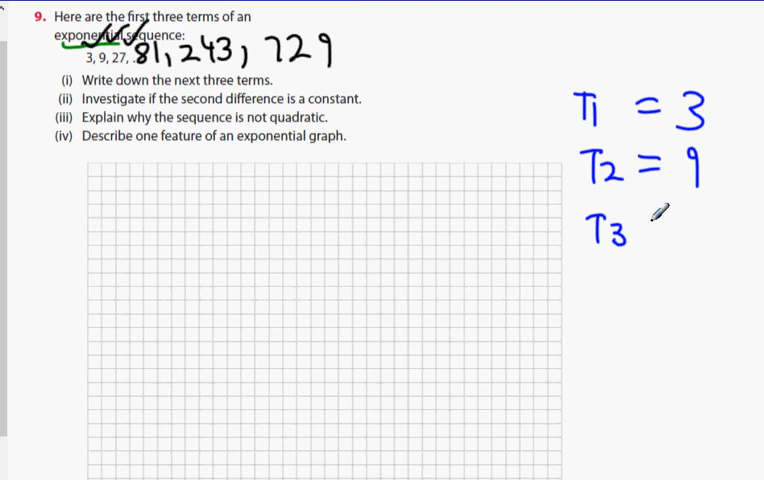 9. Here are the first three terms of an
exponential sequence:
3, 9, 27, ... 81, 243, 729
(i) Write down the next three terms.
(ii) Investigate if the second difference is a constant.
(iii) Explain why the sequence is not quadratic.
(iv) Describe one feature of an exponential graph.
T1 = 3
T2 = 9
T3